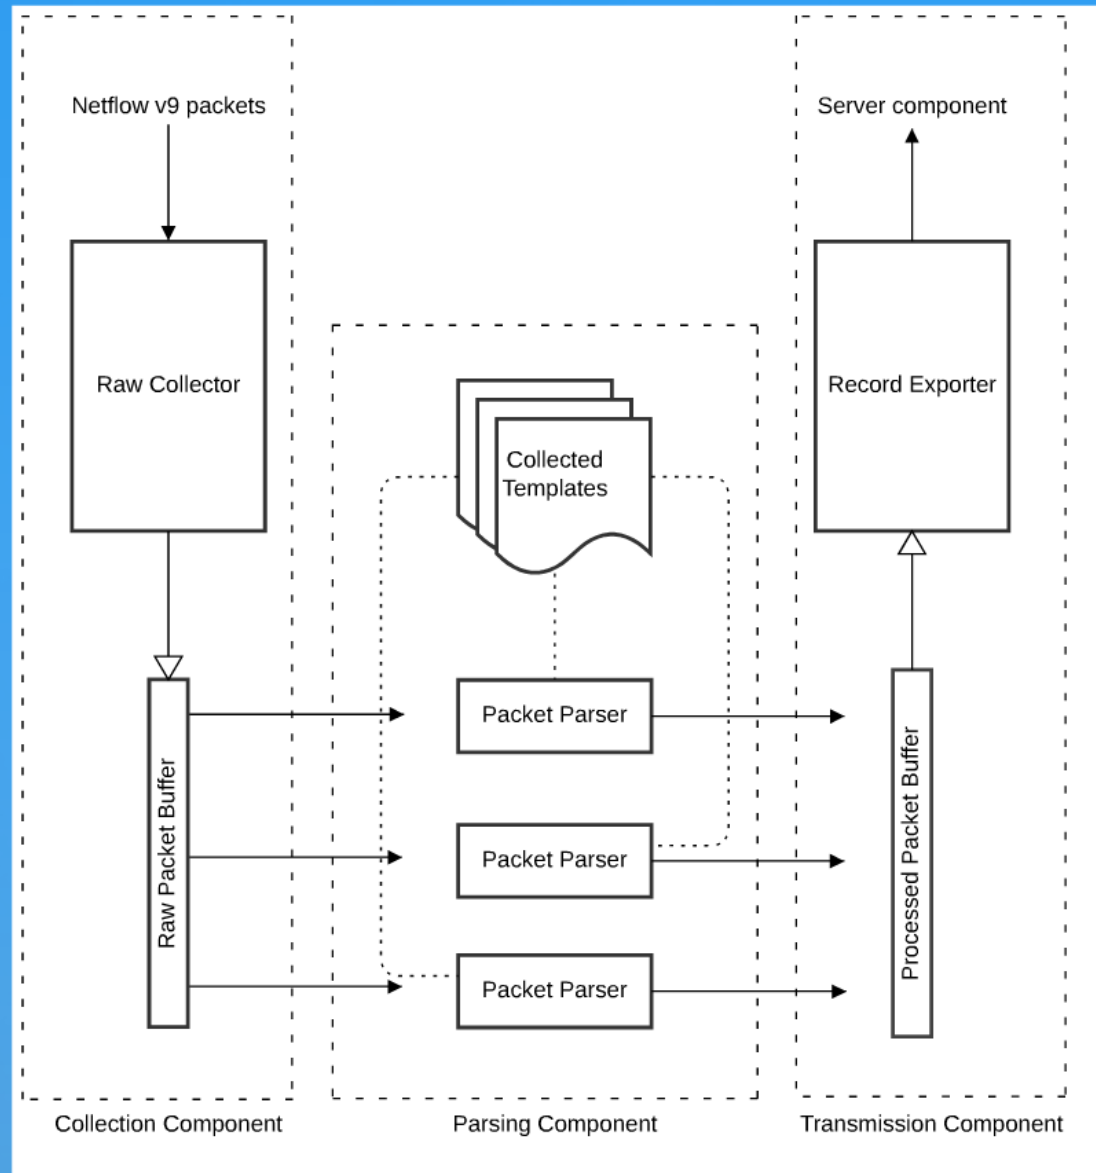 Netflow v9 packets
Server component
Raw Collector
Record Exporter
Collected
Templates
Packet Parser
Raw Packet Buffer
Processed Packet Buffer
Packet Parser
Packet Parser
Collection Component
Parsing Component
Transmission Component